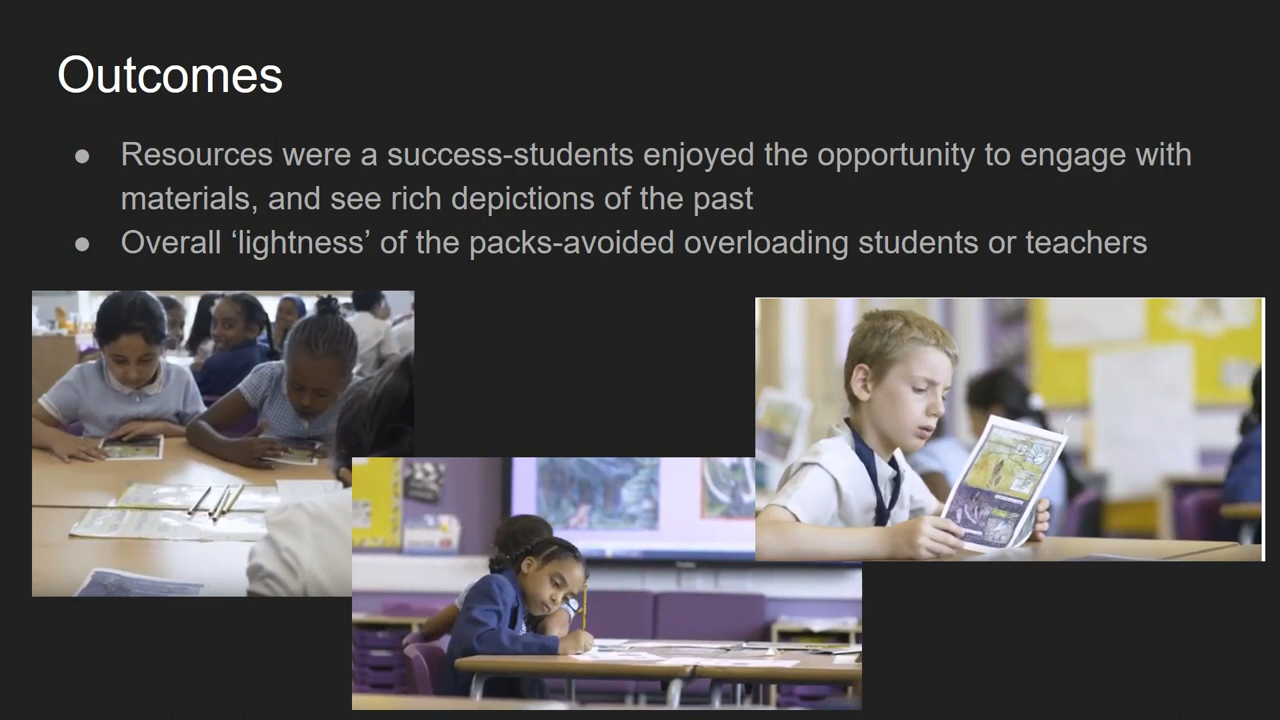 Outcomes
● Resources were a success-students enjoyed the opportunity to engage with
materials, and see rich depictions of the past
● Overall ‘lightness’ of the packs-avoided overloading students or teachers